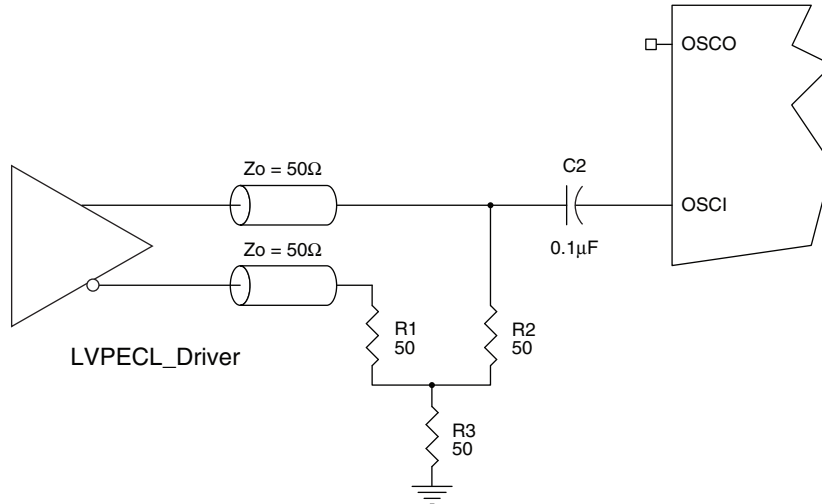 OSCO
Zo = 50Ω
C2
OSCI
0.1μF
Zo = 50Ω
R1
50
R2
50
LVPECL_Driver
R3
50